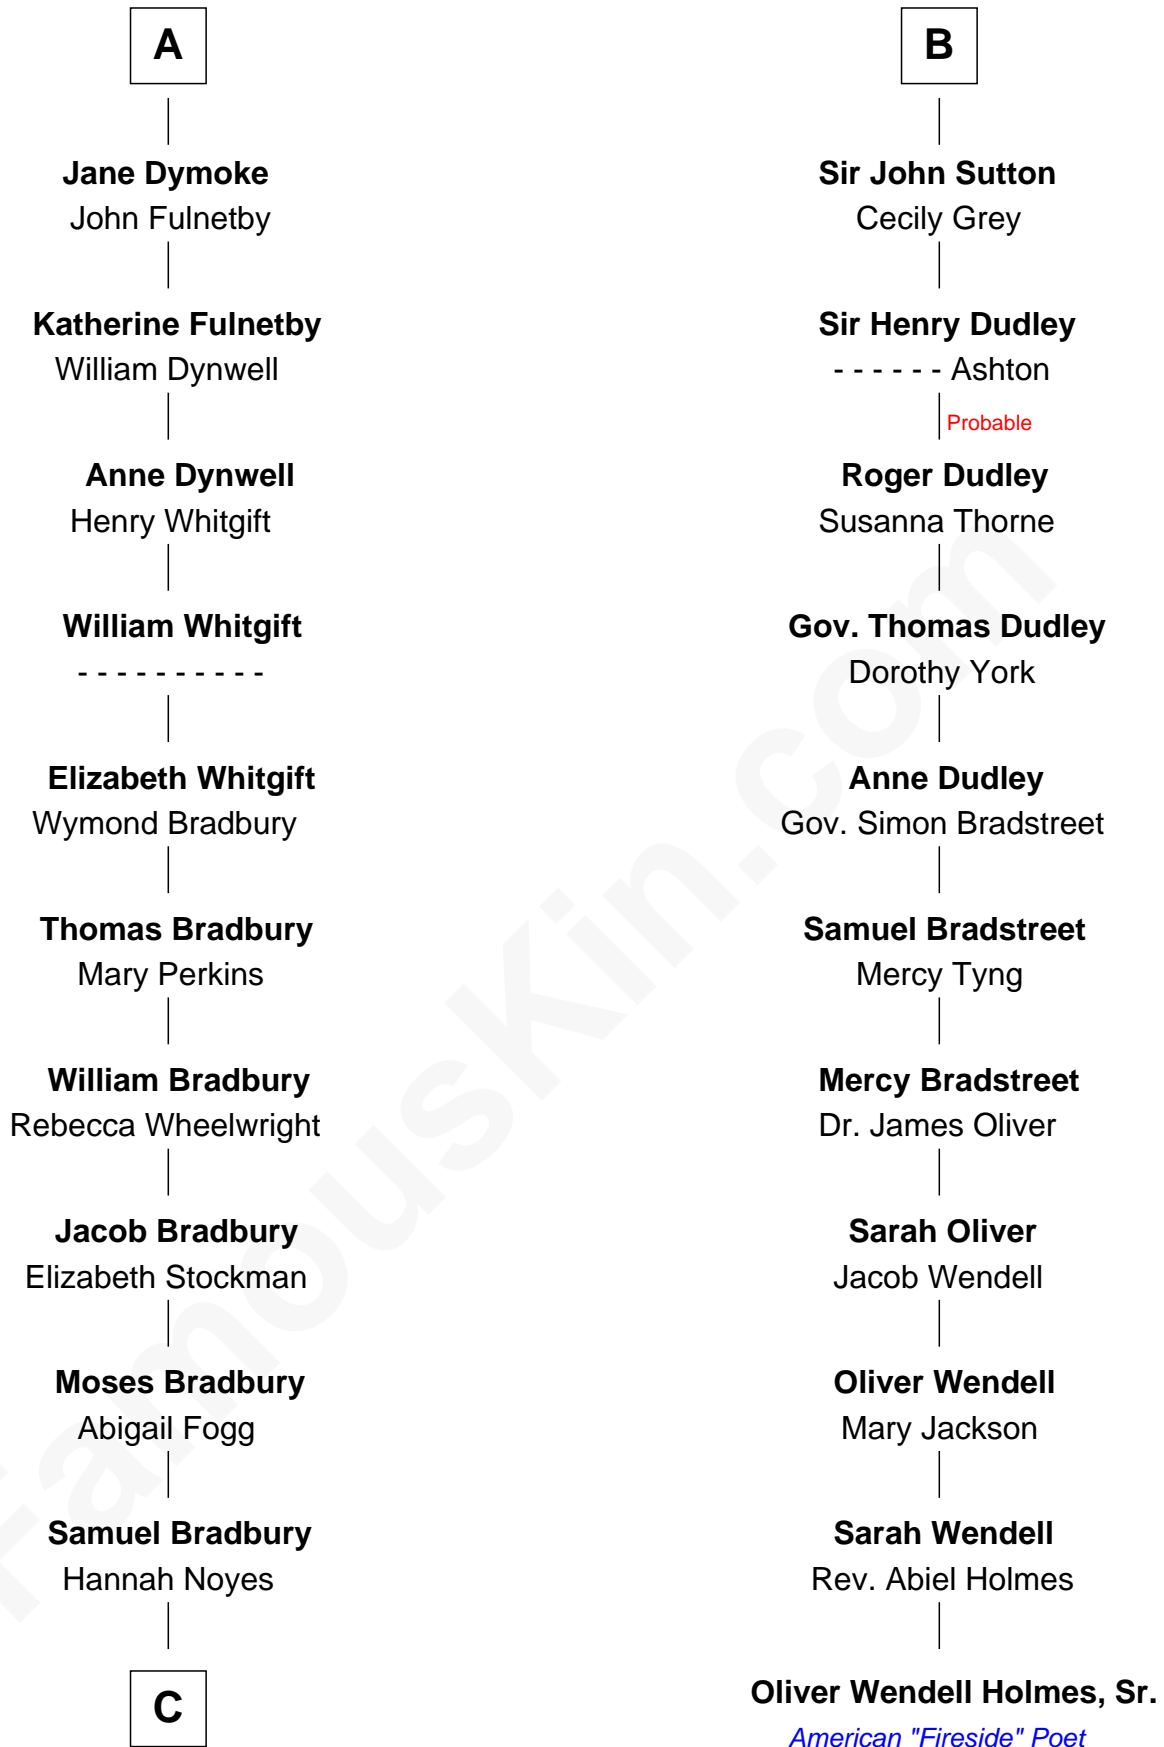 A
Jane Dymoke
John Fulnetby
Katherine Fulnetby
William Dynwell
Anne Dynwell
Henry Whitgift
William Whitgift
- - - - - - - - - -
Elizabeth Whitgift
Wymond Bradbury
Thomas Bradbury
Mary Perkins
William Bradbury
Rebecca Wheelwright
Jacob Bradbury
Elizabeth Stockman
Moses Bradbury
Abigail Fogg
Samuel Bradbury
Hannah Noyes
C
B
Sir John Sutton
Cecily Grey
Sir Henry Dudley
- - - - - - Ashton
Probable
Roger Dudley
Susanna Thorne
Gov. Thomas Dudley
Dorothy York
Anne Dudley
Gov. Simon Bradstreet
Samuel Bradstreet
Mercy Tyng
Mercy Bradstreet
Dr. James Oliver
Sarah Oliver
Jacob Wendell
Oliver Wendell
Mary Jackson
Sarah Wendell
Rev. Abiel Holmes
Oliver Wendell Holmes, Sr.
American "Fireside" Poet
FamousKin.com